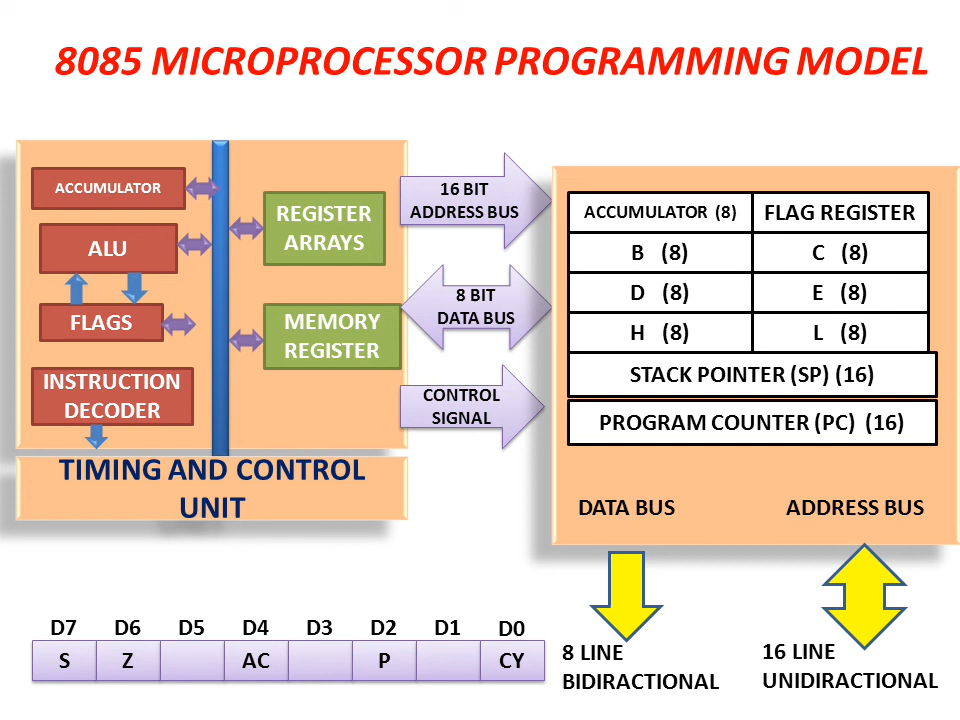 8085 MICROPROCESSOR PROGRAMMING MODEL
ACCUMULATOR
ALU
FLAGS
INSTRUCTION
DECODER
REGISTER
ARRAYS
MEMORY
REGISTER
TIMING AND CONTROL
UNIT
16 BIT
ADDRESS BUS
8 BIT
DATA BUS
CONTROL
SIGNAL
ACCUMULATOR (8) FLAG REGISTER
B (8) C (8)
D (8) E (8)
H (8) L (8)
STACK POINTER (SP) (16)
PROGRAM COUNTER (PC) (16)
DATA BUS ADDRESS BUS
8 LINE
BIDIRACTIONAL
16 LINE
UNIDIRACTIONAL
D7 D6 D5 D4 D3 D2 D1 D0
S Z AC P CY